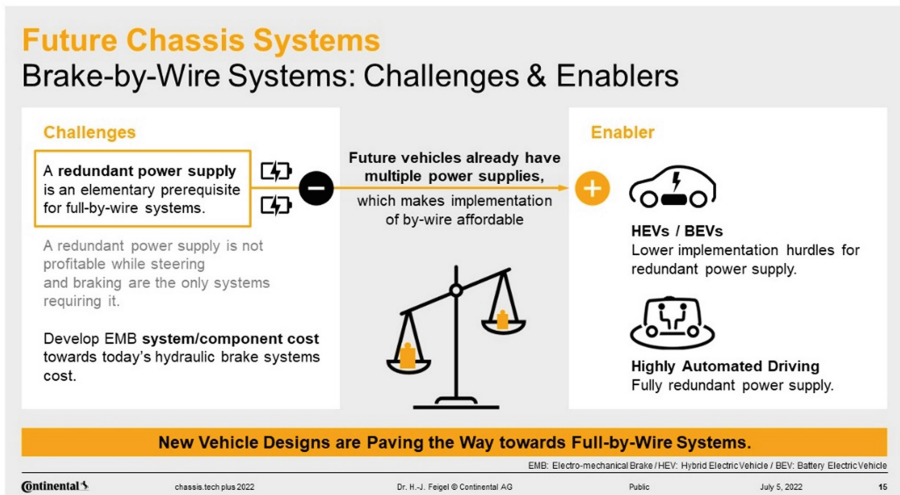 Future Chassis Systems
Brake-by-Wire Systems: Challenges & Enablers
Challenges
A redundant power supply
is an elementary prerequisite
for full-by-wire systems.
A redundant power supply is not
profitable while steering
and braking are the only systems
requiring it.
Develop EMB system/component cost
towards today's hydraulic brake systems
cost.
Future vehicles already have
multiple power supplies,
which makes implementation
of by-wire affordable
Enabler
HEVs / BEVs
Lower implementation hurdles for
redundant power supply.
Highly Automated Driving
Fully redundant power supply.
New Vehicle Designs are Paving the Way towards Full-by-Wire Systems.
EMB: Electro-mechanical Brake / HEV: Hybrid Electric Vehicle / BEV: Battery Electric Vehicle
Continental
chassis.tech plus 2022
Dr. H.-J. Feigel © Continental AG
Public
July 5, 2022
15